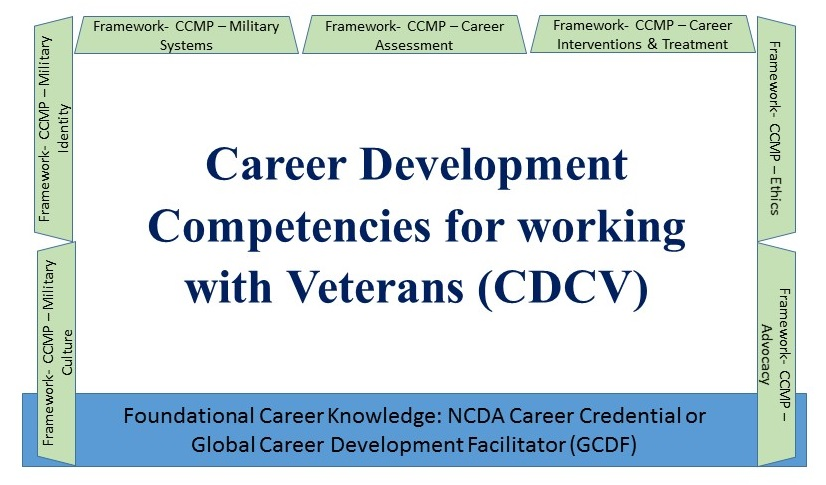 Framework-  CCMP – Military
Systems
Framework-  CCMP – Career
Assessment
Framework-  CCMP – Career
Interventions & Treatment
Framework-  CCMP – Military
Identity
Framework-  CCMP – Ethics
Career Development
Competencies for working
with Veterans (CDCV)
Framework-  CCMP – Military
Culture
Framework-  CCMP –
Advocacy
Foundational Career Knowledge: NCDA Career Credential or
Global Career Development Facilitator (GCDF)